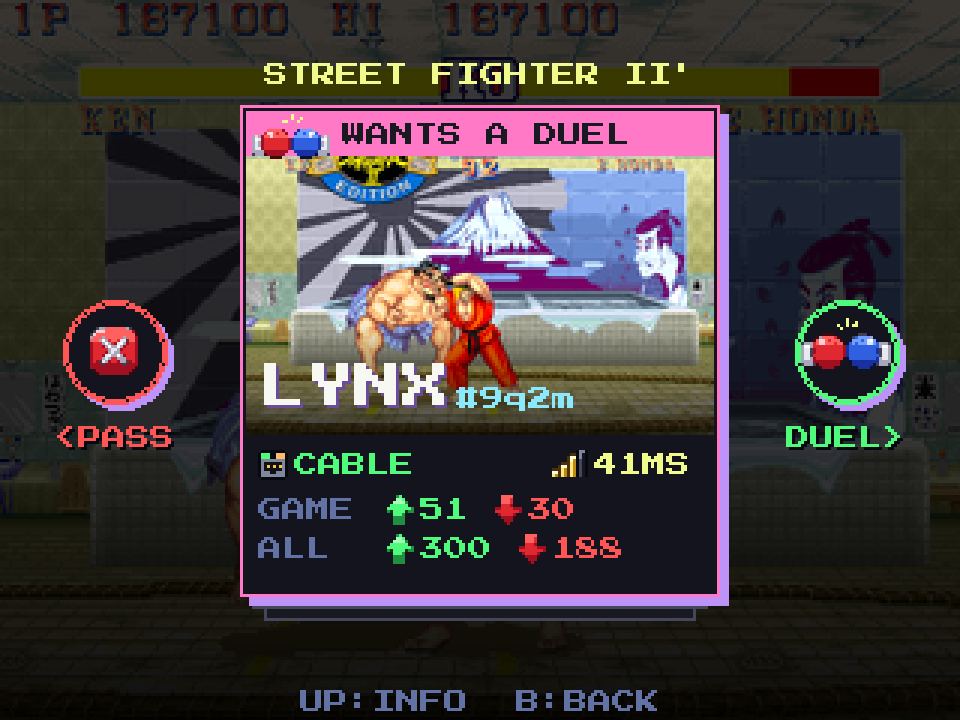 1P 187100 HI 187100
STREET FIGHTER II'
KEN E.HONDA
WANTS A DUEL
E.HONDA
EDITION
LYNX #9q2m
<PASS
DUEL>
CABLE 41MS
GAME 51 30
ALL 300 188
UP:INFO B:BACK